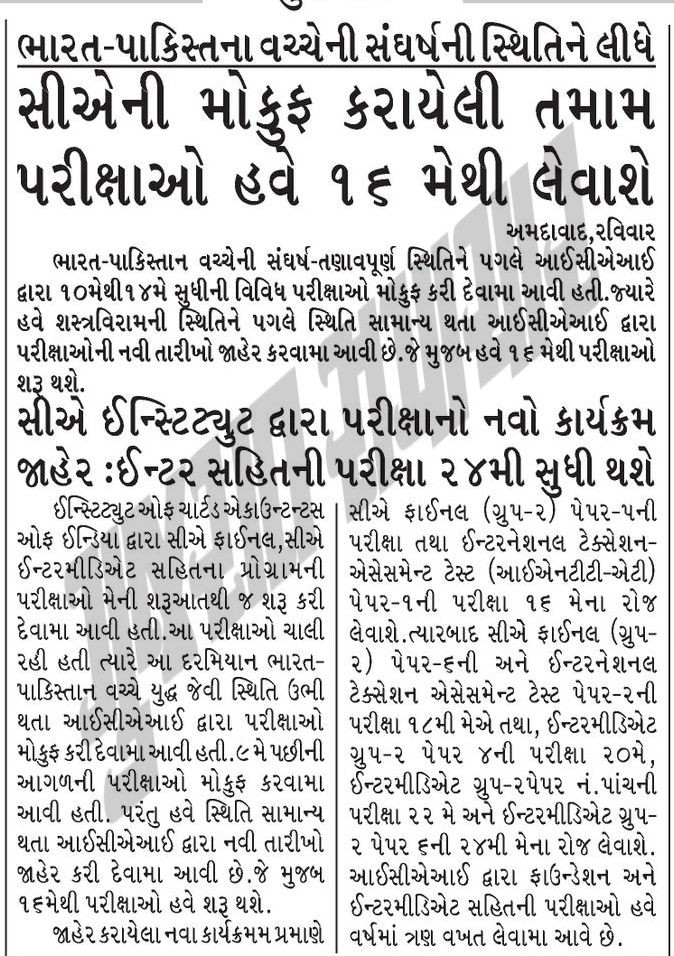 ભારત-પાકિસ્તના વચ્ચેની સંઘર્ષની સ્થિતિને લીધે
સીએની મોકુફ કરાયેલી તમામ
પરીક્ષાઓ હવે ૧૬ મેથી લેવાશે
અમદાવાદ,રવિવાર
ભારત-પાકિસ્તાન વચ્ચેની સંઘર્ષ-તણાવપૂર્ણ સ્થિતિને પગલે આઈસીએઆઈ
દ્વારા ૧૦મેથી૧૪મે સુધીની વિવિધ પરીક્ષાઓ મોકુફ કરી દેવામા આવી હતી.જ્યારે
હવે શસ્ત્રવિરામની સ્થિતિને પગલે સ્થિતિ સામાન્ય થતા આઈસીએઆઈ દ્વારા
પરીક્ષાઓની નવી તારીખો જાહેર કરવામા આવી છે.જે મુજબ હવે ૧૬ મેથી પરીક્ષાઓ
શરૂ થશે.
સીએ ઈન્સ્ટિટ્યુટ દ્વારા પરીક્ષાનો નવો કાર્યક્રમ
જાહેર :ઈન્ટર સહિતની પરીક્ષા ૨૪મી સુધી થશે
ઈન્સ્ટિટ્યુટ ઓફ ચાર્ટડ એકાઉન્ટન્ટસ
ઓફ ઈન્ડિયા દ્વારા સીએ ફાઈનલ,સીએ
ઈન્ટરમીડિએટ સહિતના પ્રોગ્રામની
પરીક્ષાઓ મેની શરૂઆતથી જ શરૂ કરી
દેવામા આવી હતી.આ પરીક્ષાઓ ચાલી
રહી હતી ત્યારે આ દરમિયાન ભારત-
પાકિસ્તાન વચ્ચે યુદ્ધ જેવી સ્થિતિ ઉભી
થતા આઈસીએઆઈ દ્વારા પરીક્ષાઓ
મોકુફ કરી દેવામા આવી હતી.૯ મે પછીની
આગળની પરીક્ષાઓ મોકુફ કરવામા
આવી હતી. પરંતુ હવે સ્થિતિ સામાન્ય
થતા આઈસીએઆઈ દ્વારા નવી તારીખો
જાહેર કરી દેવામા આવી છે.જે મુજબ
૧૬મેથી પરીક્ષાઓ હવે શરૂ થશે.
જાહેર કરાયેલા નવા કાર્યક્રમમ પ્રમાણે
સીએ ફાઈનલ (ગ્રુપ-૨) પેપર-૫ની
પરીક્ષા તથા ઈન્ટરનેશનલ ટેક્સેશન-
એસેસમેન્ટ ટેસ્ટ (આઈએનટીટી-એટી)
પેપર-૧ની પરીક્ષા ૧૬ મેના રોજ
લેવાશે.ત્યારબાદ સીએ ફાઈનલ (ગ્રુપ-
૨) પેપર-૬ની અને ઈન્ટરનેશનલ
ટેક્સેશન એસેસમેન્ટ ટેસ્ટ પેપર-૨ની
પરીક્ષા ૧૮મી મેએ તથા, ઈન્ટરમીડિએટ
ગ્રુપ-૨ પેપર ૪ની પરીક્ષા ૨૦મે,
ઈન્ટરમીડિએટ ગ્રુપ-૨પેપર નં.પાંચની
પરીક્ષા ૨૨ મે અને ઈન્ટરમીડિએટ ગ્રુપ-
૨ પેપર ૬ની ૨૪મી મેના રોજ લેવાશે.
આઈસીએઆઈ દ્વારા ફાઉન્ડેશન અને
ઈન્ટરમીડિએટ સહિતની પરીક્ષાઓ હવે
વર્ષમાં ત્રણ વખત લેવામા આવે છે.